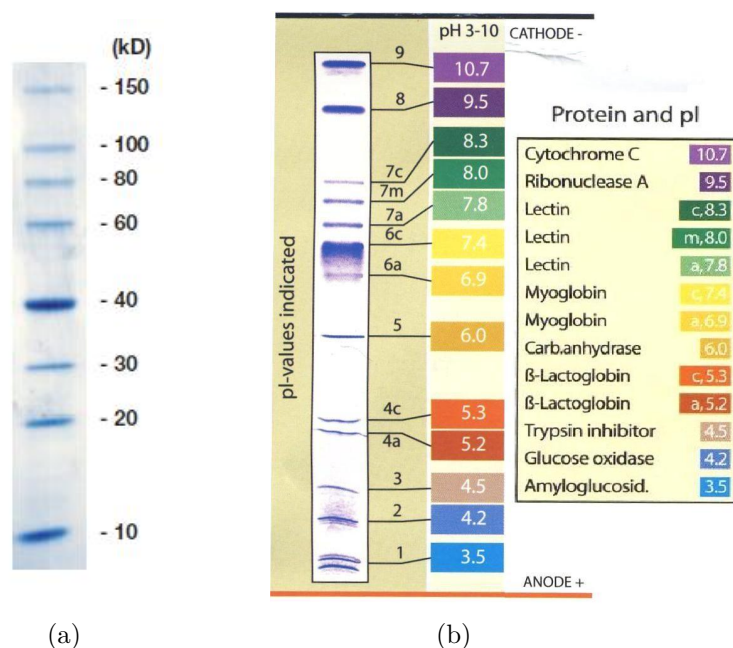 (kD)
- 150
- 100
- 80
- 60
- 40
- 30
- 20
- 10
(a)
pI-values indicated
9
8
7c
7m
7a
6c
6a
5
4c
4a
3
2
1
pH 3-10
10.7
9.5
8.3
8.0
7.8
7.4
6.9
6.0
5.3
5.2
4.5
4.2
3.5
CATHODE -
Protein and pI
Cytochrome C 10.7
Ribonuclease A 9.5
Lectin c,8.3
Lectin m,8.0
Lectin a,7.8
Myoglobin c,7.4
Myoglobin a,6.9
Carb.anhydrase 6.0
ß-Lactoglobin c,5.3
ß-Lactoglobin a,5.2
Trypsin inhibitor 4.5
Glucose oxidase 4.2
Amyloglucosid. 3.5
ANODE +
(b)